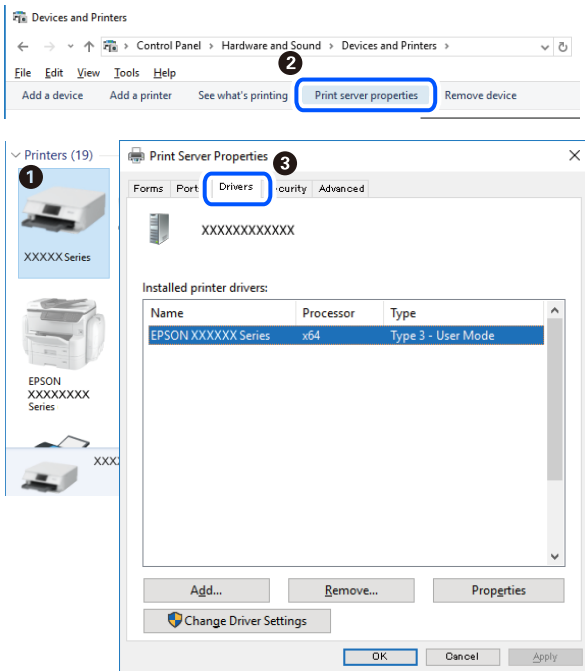 Devices and Printers
Control Panel > Hardware and Sound > Devices and Printers >
2
File Edit View Tools Help
Add a device Add a printer See what's printing Print server properties Remove device
Printers (19)
1
XXXXX Series
EPSON
XXXXXXXX
Series
XXX
Print Server Properties
3
Forms Port Drivers curity Advanced
XXXXXXXXXXXX
Installed printer drivers:
Name Processor Type
EPSON XXXXXX Series x64 Type 3 - User Mode
Add... Remove... Properties
Change Driver Settings
OK Cancel Apply